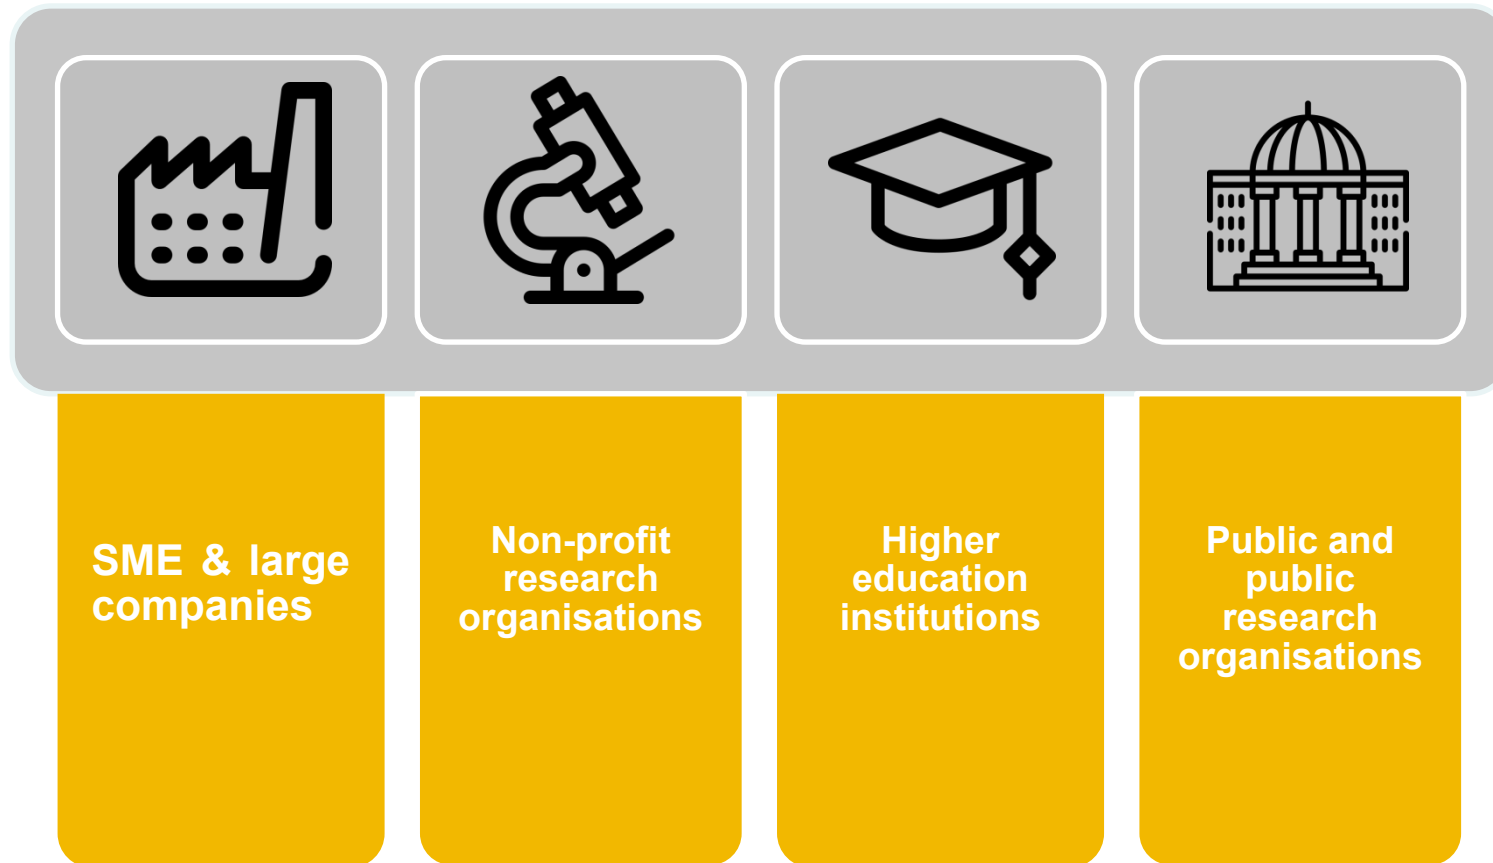 SME & large
companies
Non-profit
research
organisations
Higher
education
institutions
Public and
public
research
organisations